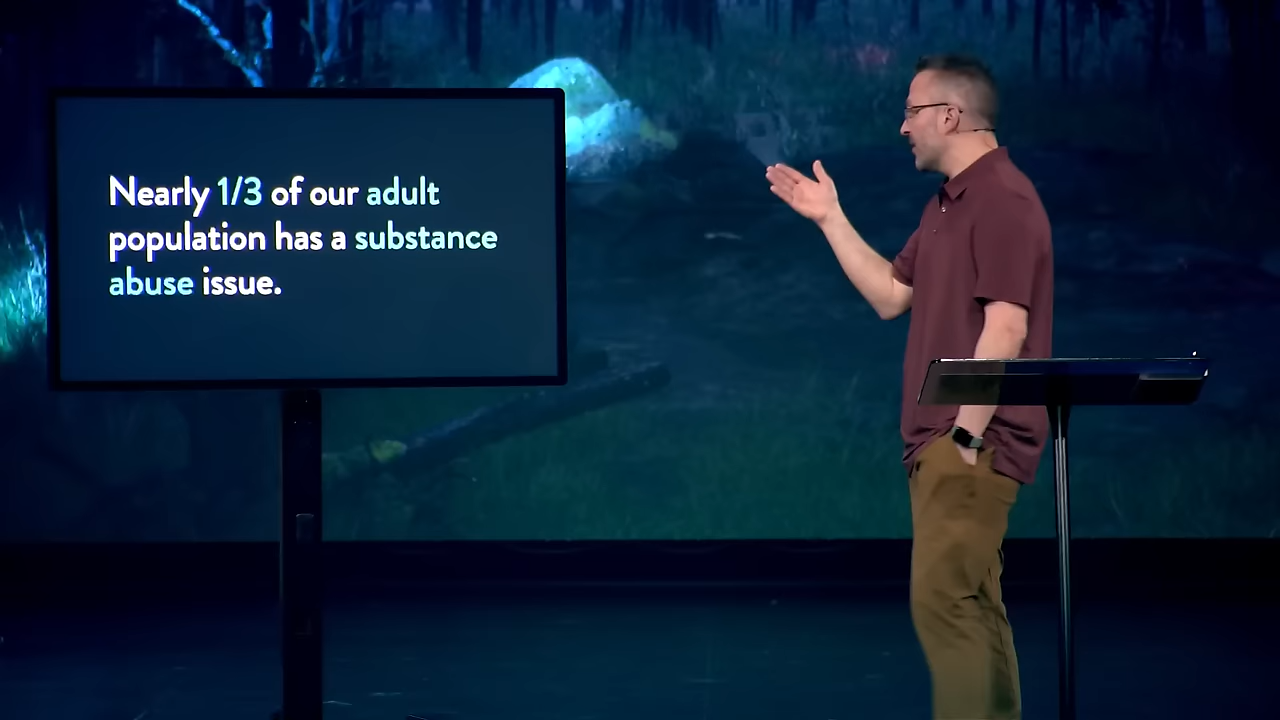 Nearly 1/3 of our adult
population has a substance
abuse issue.